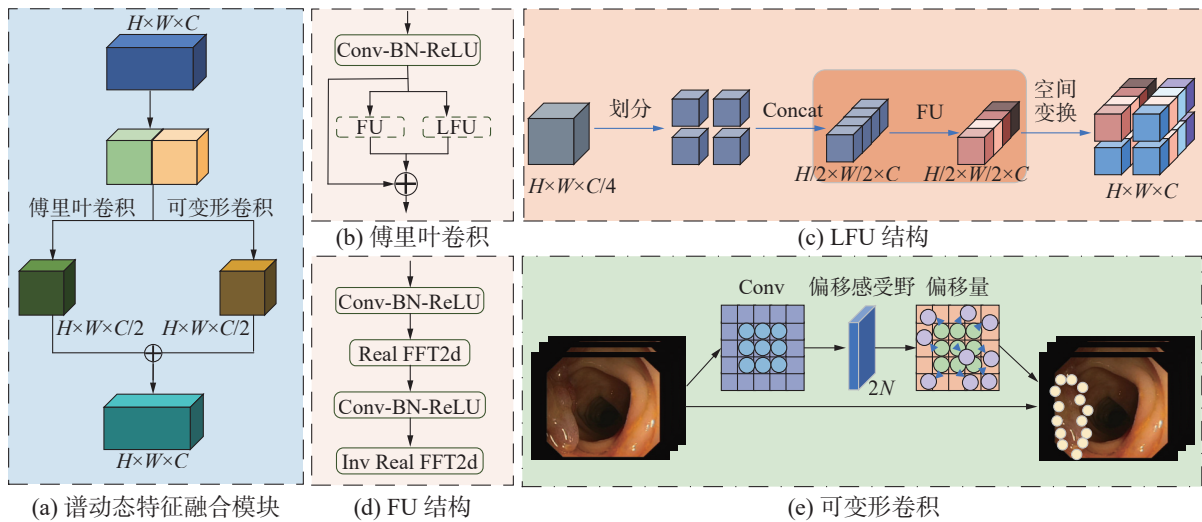 H×W×C
傅里叶卷积
可变形卷积
H×W×C/2
H×W×C/2
H×W×C
(a) 谱动态特征融合模块
Conv-BN-ReLU
FU
LFU
(b) 傅里叶卷积
划分
Concat
FU
空间
变换
H×W×C/4
H/2×W/2×C
H/2×W/2×C
H×W×C
(c) LFU 结构
Conv-BN-ReLU
Real FFT2d
Conv-BN-ReLU
Inv Real FFT2d
(d) FU 结构
Conv
偏移感受野
偏移量
2N
(e) 可变形卷积